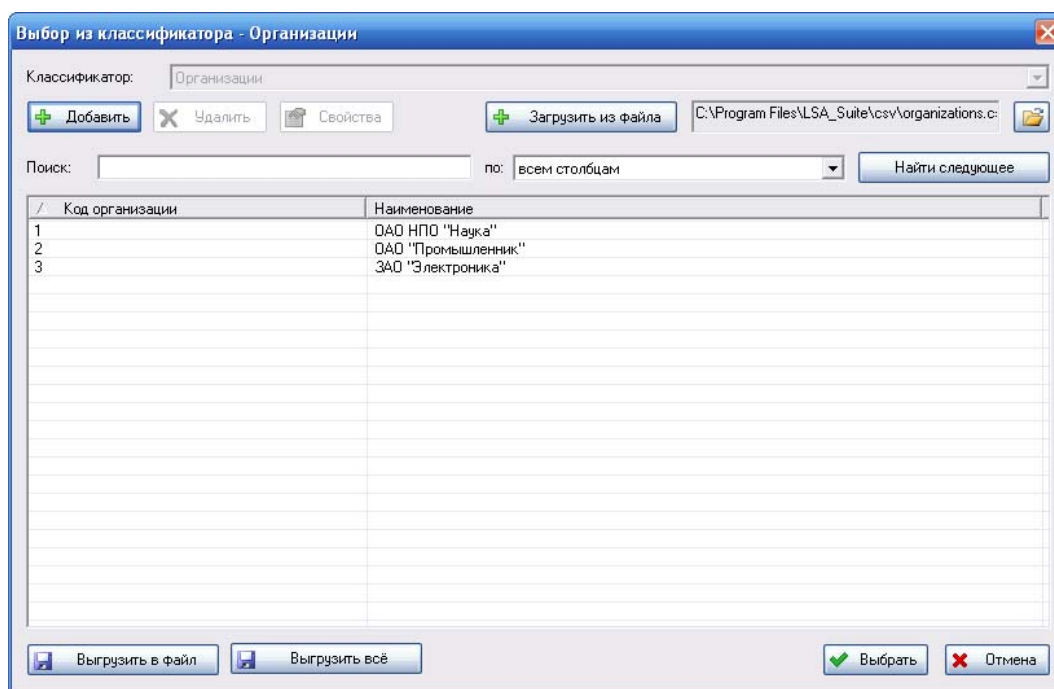 Выбор из классификатора - Организации
Классификатор: Организации
Добавить Удалить Свойства Загрузить из файла C:\Program Files\LSA_Suite\csv\organizations.c
Поиск: по: всем столбцам Найти следующее
Код организации Наименование
1 ОАО НПО "Наука"
2 ОАО "Промышленник"
3 ЗАО "Электроника"
Выгрузить в файл Выгрузить всё Выбрать Отмена